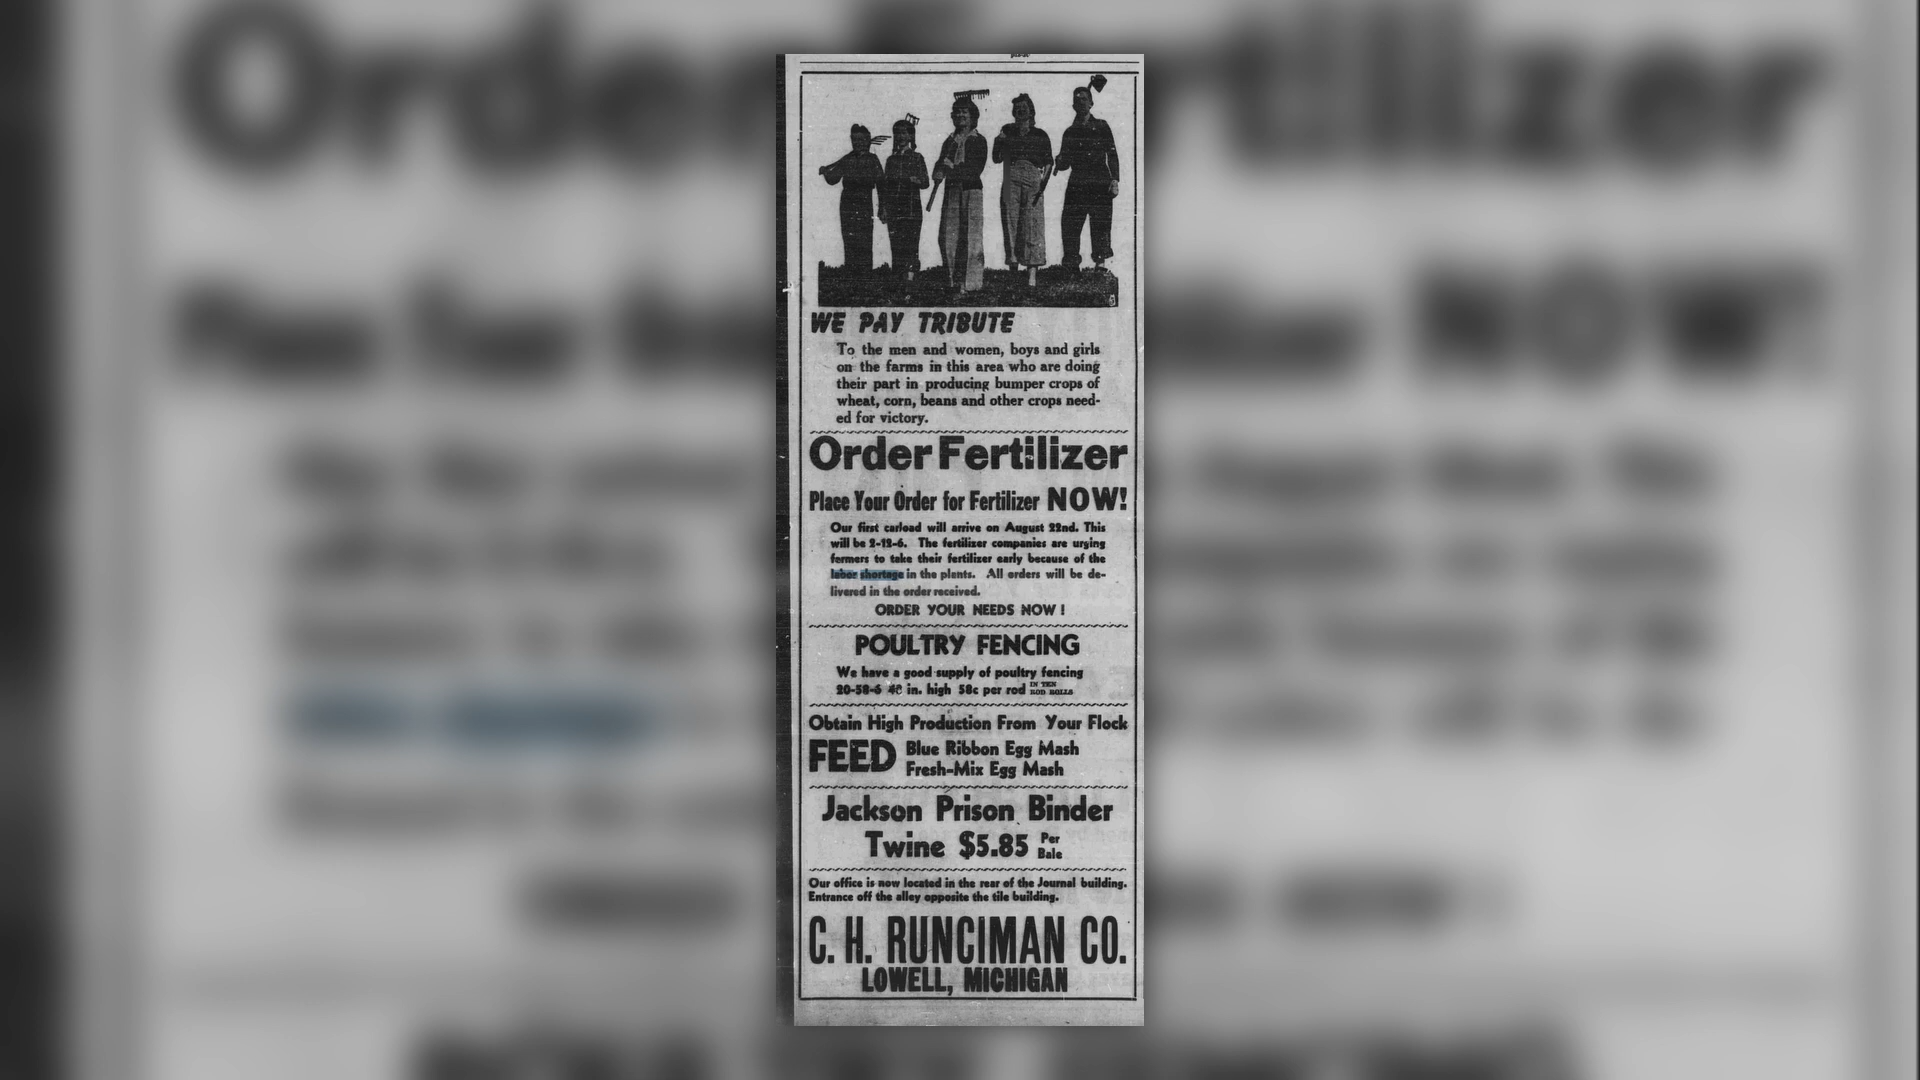 WE PAY TRIBUTE
To the men and women, boys and girls
on the farms in this area who are doing
their part in producing bumper crops of
wheat, corn, beans and other crops need-
ed for victory.
Order Fertilizer
Place Your Order for Fertilizer NOW!
Our first carload will arrive on August 22nd. This
will be 2-12-6. The fertilizer companies are urging
farmers to take their fertilizer early because of the
labor shortage in the plants. All orders will be de-
livered in the order received.
ORDER YOUR NEEDS NOW!
POULTRY FENCING
We have a good supply of poultry fencing
20-58-6 in. high 58c per rod IN TEN ROD ROLLS
Obtain High Production From Your Flock
FEED Blue Ribbon Egg Mash
Fresh-Mix Egg Mash
Jackson Prison Binder
Twine $5.85 Per Bale
Our office is now located in the rear of the Journal building.
Entrance off the alley opposite the tile building.
C. H. RUNCIMAN CO.
LOWELL, MICHIGAN